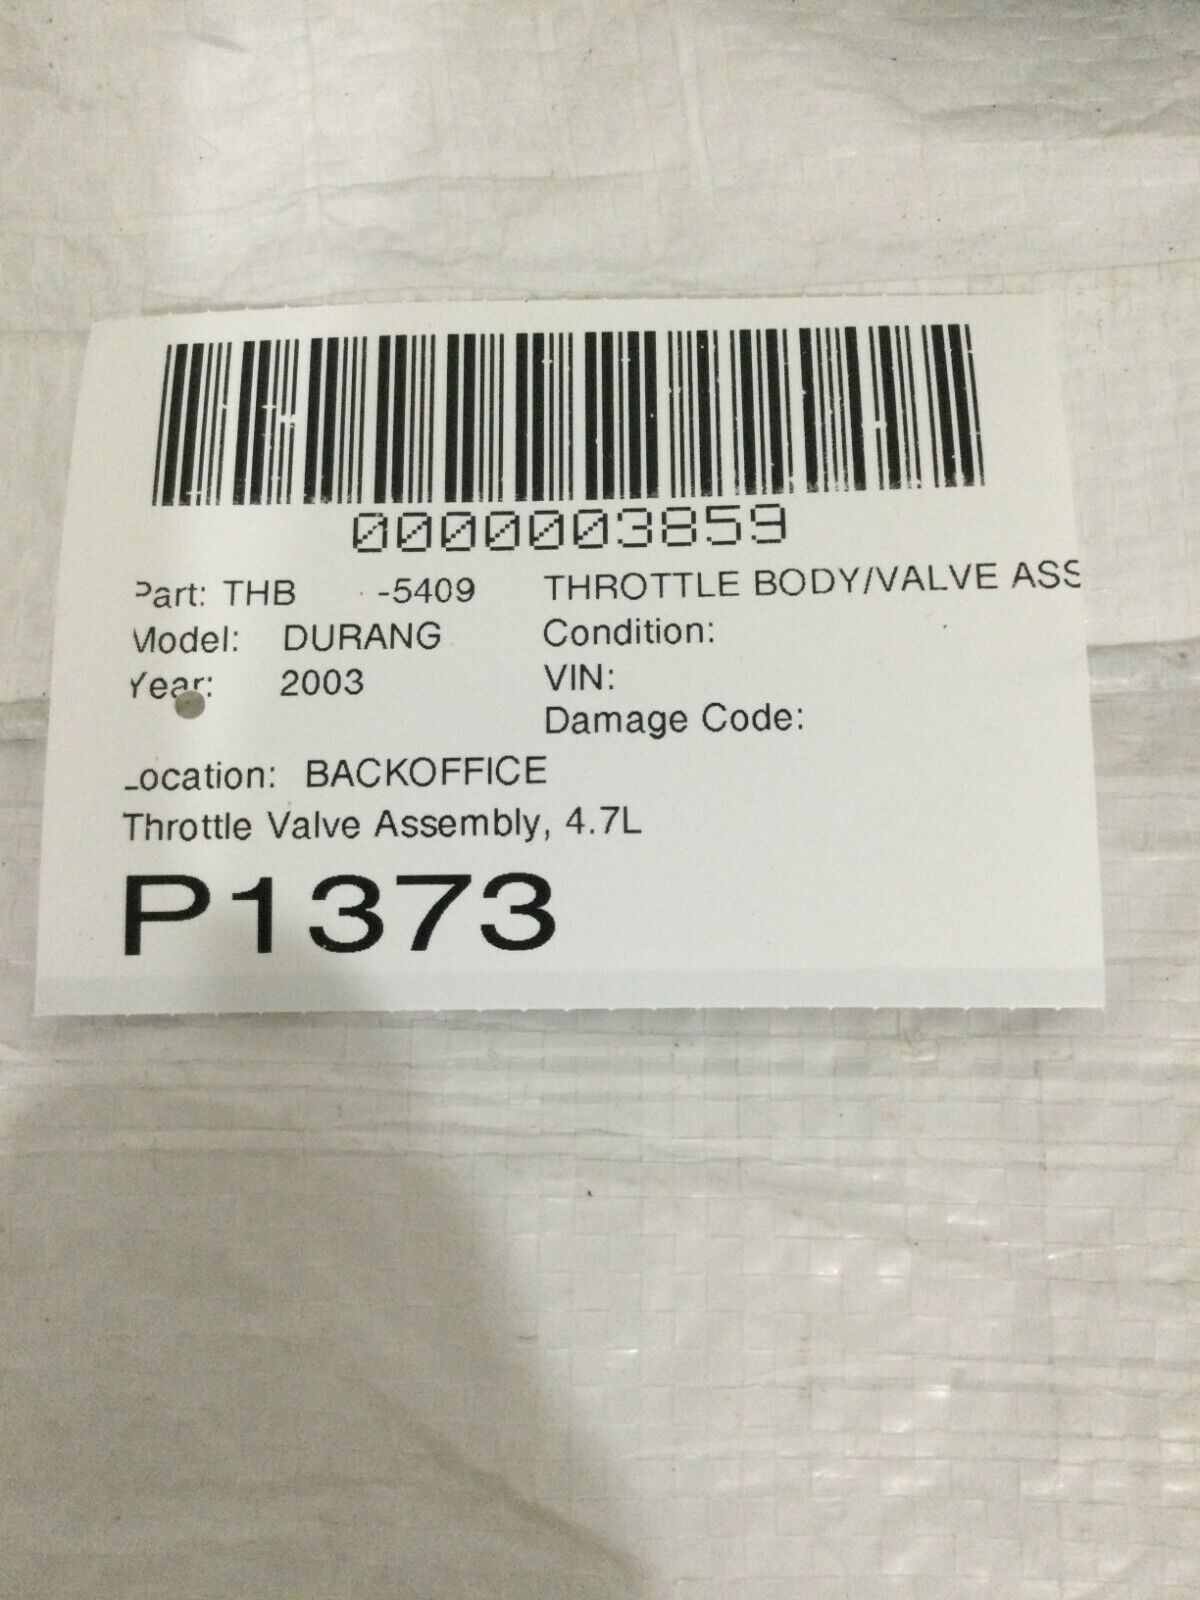 0000003859
Part: THB -5409 THROTTLE BODY/VALVE ASS
Model: DURANG Condition:
Year: 2003 VIN:
Damage Code:
Location: BACKOFFICE
Throttle Valve Assembly, 4.7L
P1373